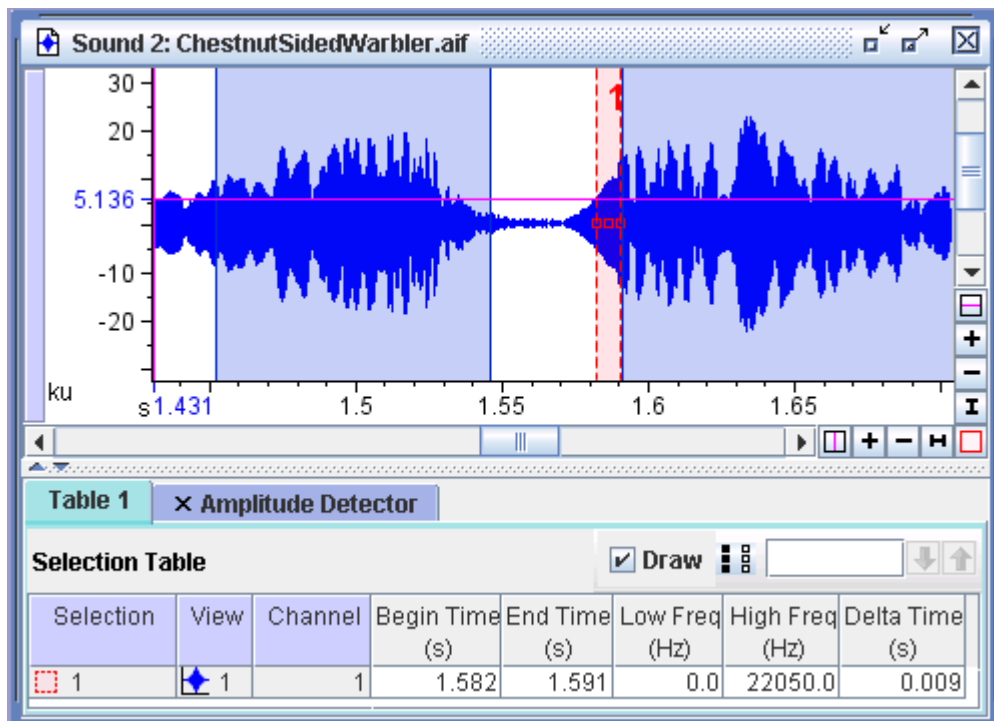 Sound 2: ChestnutSidedWarbler.aif
30
1
20
5.136
-10
-20
ku
s1.431 1.5 1.55 1.6 1.65
Table 1 × Amplitude Detector
Selection Table Draw
Selection View Channel Begin Time (s) End Time (s) Low Freq (Hz) High Freq (Hz) Delta Time (s)
1 1 1 1.582 1.591 0.0 22050.0 0.009